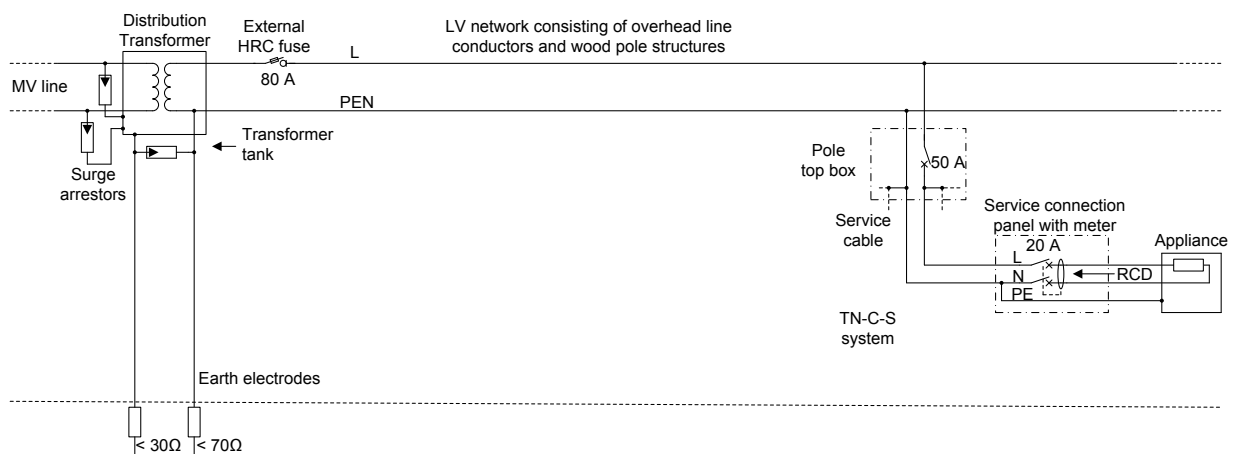 Distribution
Transformer
External
HRC fuse
80 A
LV network consisting of overhead line
conductors and wood pole structures
L
MV line
PEN
Transformer
tank
Surge
arrestors
Pole
top box
50 A
Service
cable
Service connection
panel with meter
20 A
Appliance
L
N
PE
RCD
TN-C-S
system
Earth electrodes
< 30Ω
< 70Ω